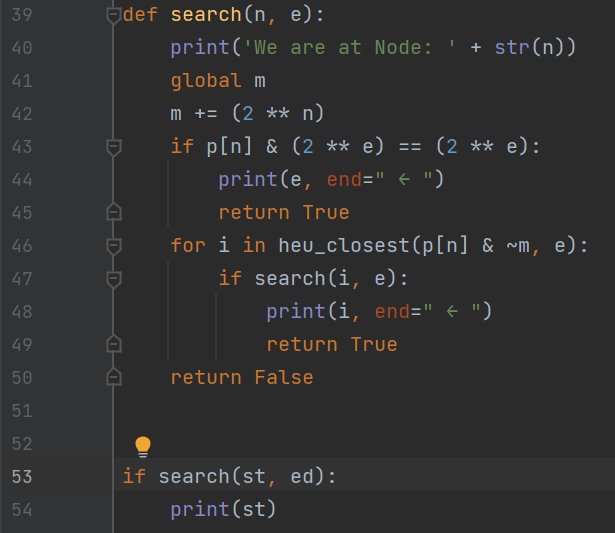 39 def search(n, e):
40     print('We are at Node: ' + str(n))
41     global m
42     m += (2 ** n)
43     if p[n] & (2 ** e) == (2 ** e):
44         print(e, end=" <- ")
45         return True
46     for i in heu_closest(p[n] & ~m, e):
47         if search(i, e):
48             print(i, end=" <- ")
49             return True
50     return False
51
52
53 if search(st, ed):
54     print(st)